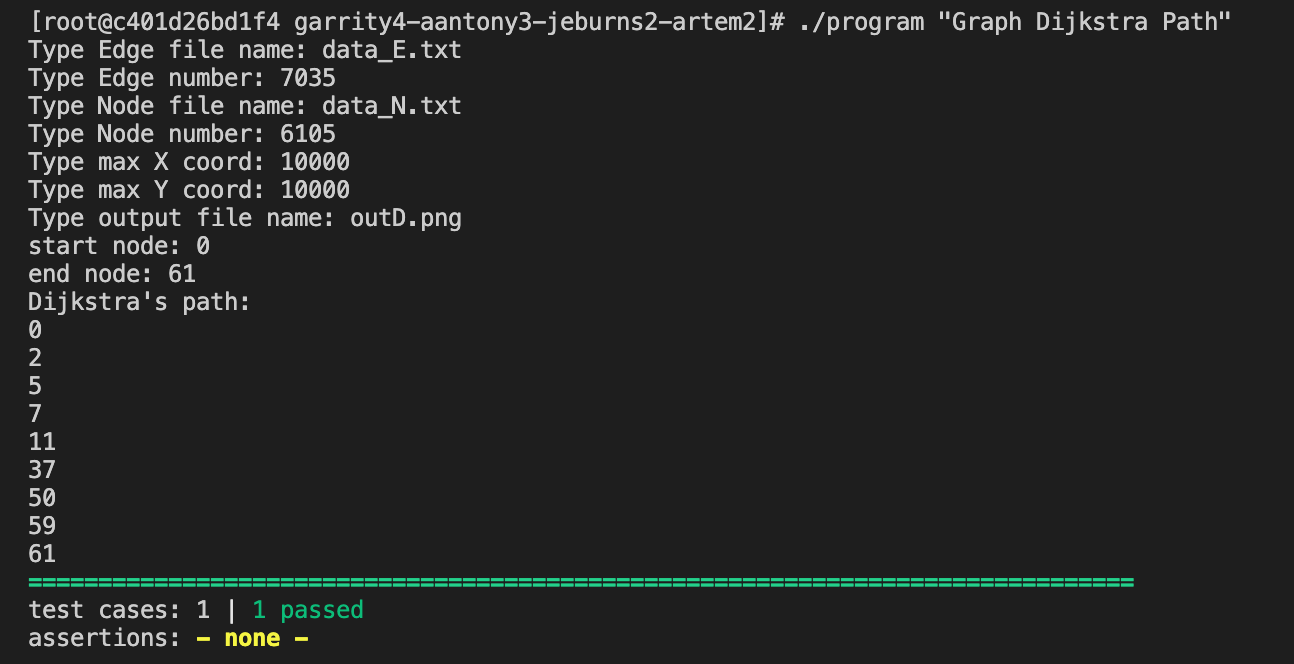 [root@c401d26bd1f4 garrity4-aantony3-jeburns2-artem2]# ./program "Graph Dijkstra Path"
Type Edge file name: data_E.txt
Type Edge number: 7035
Type Node file name: data_N.txt
Type Node number: 6105
Type max X coord: 10000
Type max Y coord: 10000
Type output file name: outD.png
start node: 0
end node: 61
Dijkstra's path:
0
2
5
7
11
37
50
59
61
===============================================================================
test cases: 1 | 1 passed
assertions: - none -